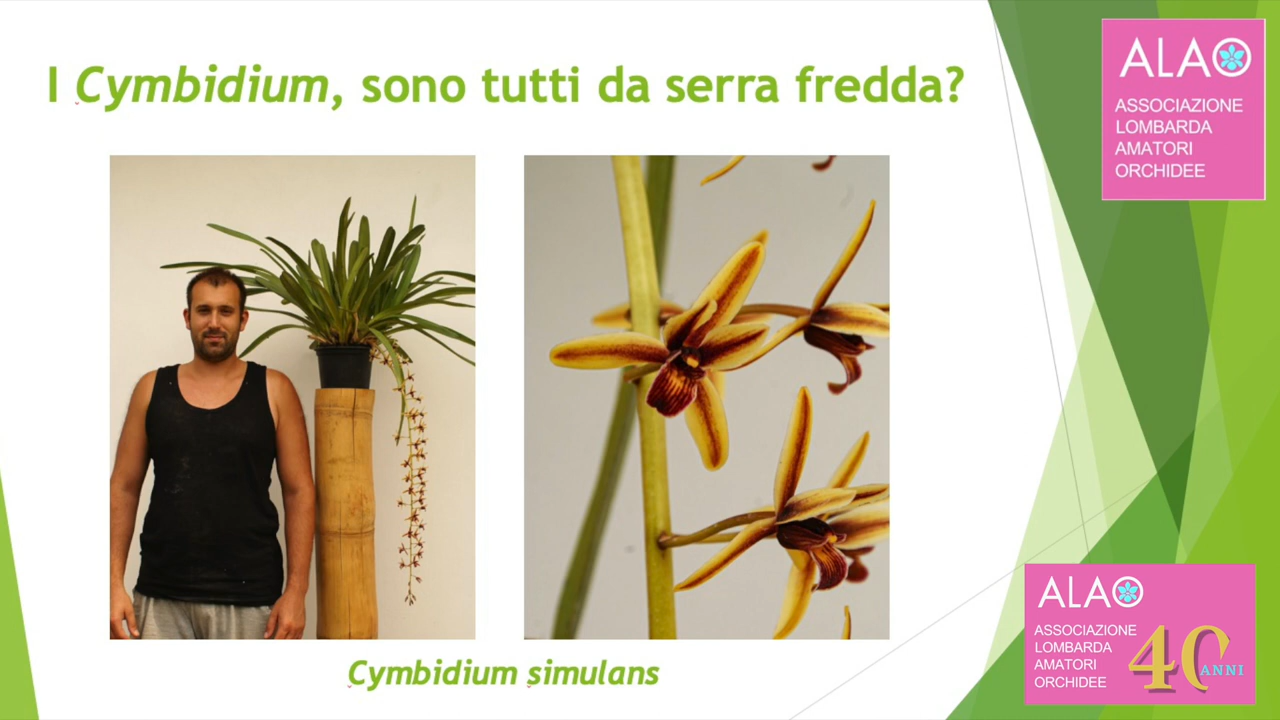 I Cymbidium, sono tutti da serra fredda?
ALAO
ASSOCIAZIONE
LOMBARDA
AMATORI
ORCHIDEE
Cymbidium simulans
ALAO
ASSOCIAZIONE
LOMBARDA
AMATORI
ORCHIDEE
40
ANNI